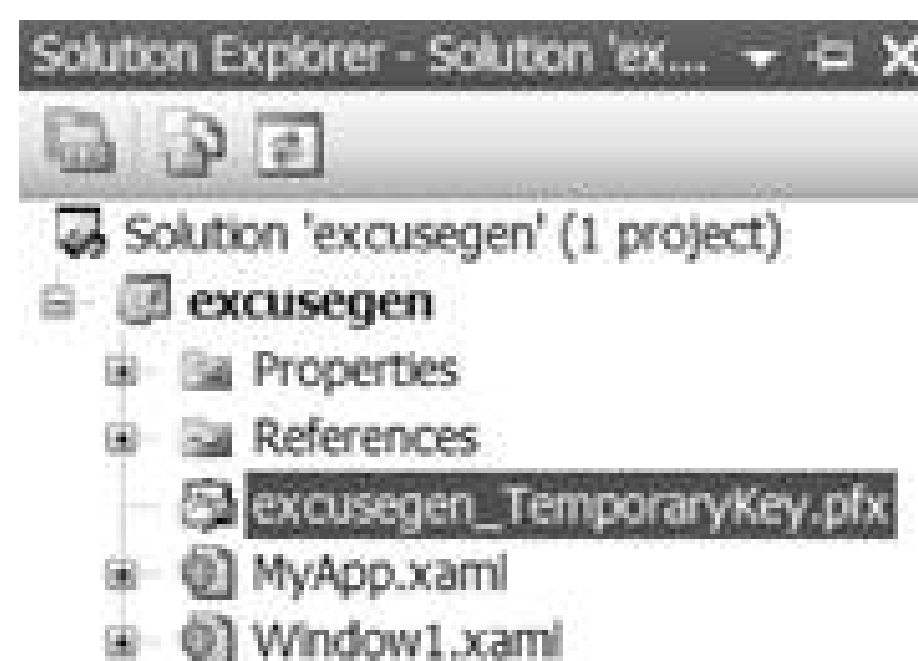 Solution Explorer - Solution 'ex...
Solution 'excusegen' (1 project)
excusegen
Properties
References
excusegen_TemporaryKey.pfx
MyApp.xaml
Window1.xaml